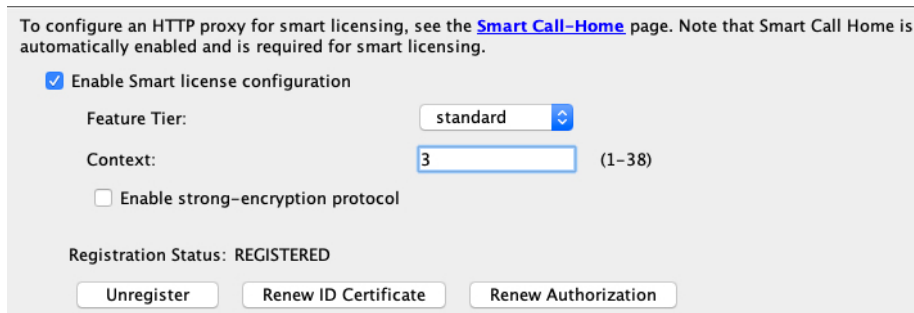 To configure an HTTP proxy for smart licensing, see the Smart Call-Home page. Note that Smart Call Home is
automatically enabled and is required for smart licensing.
Enable Smart license configuration
Feature Tier: standard
Context: 3 (1-38)
Enable strong-encryption protocol
Registration Status: REGISTERED
Unregister Renew ID Certificate Renew Authorization